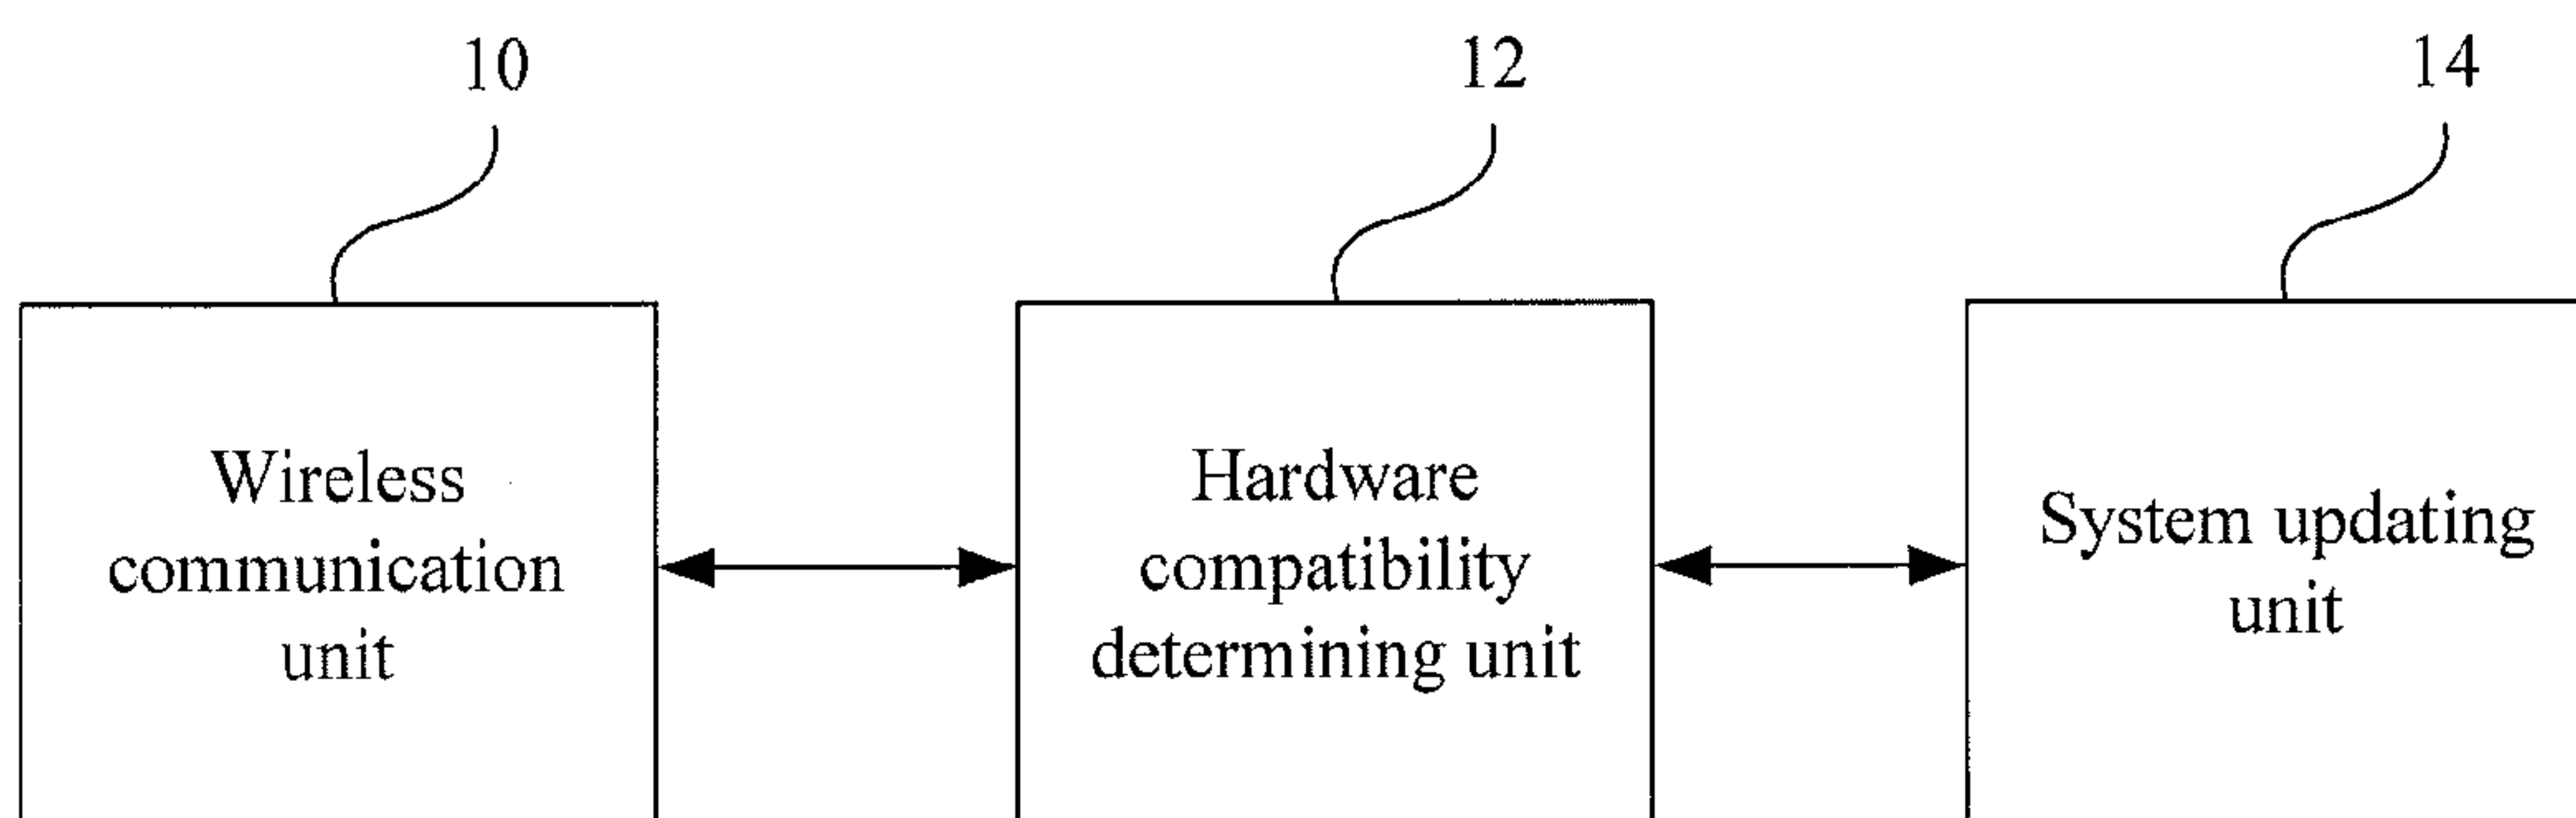 10
12
14
Wireless
communication
unit
Hardware
compatibility
determining unit
System updating
unit